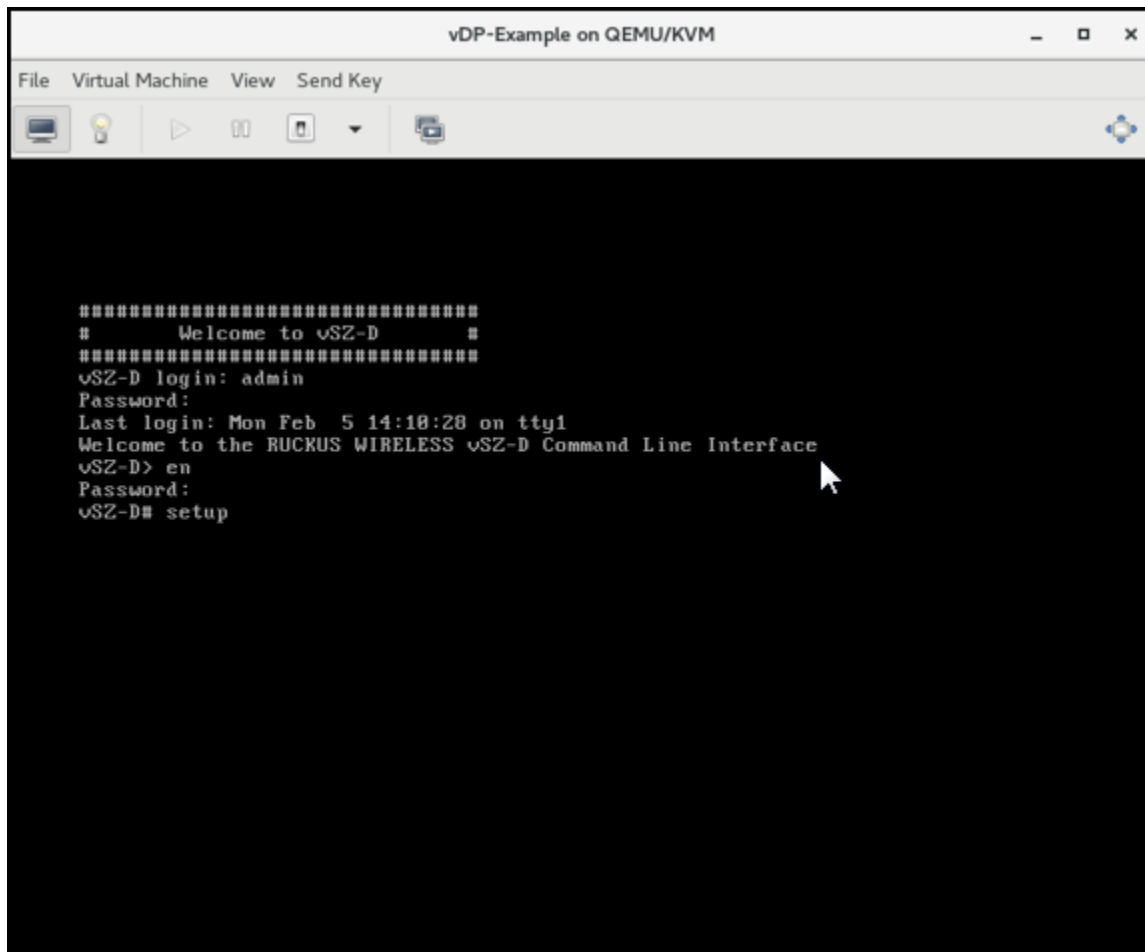 vDP-Example on QEMU/KVM
File Virtual Machine View Send Key
################################
# Welcome to vSZ-D #
################################
vSZ-D login: admin
Password:
Last login: Mon Feb  5 14:10:28 on tty1
Welcome to the RUCKUS WIRELESS vSZ-D Command Line Interface
vSZ-D> en
Password:
vSZ-D# setup